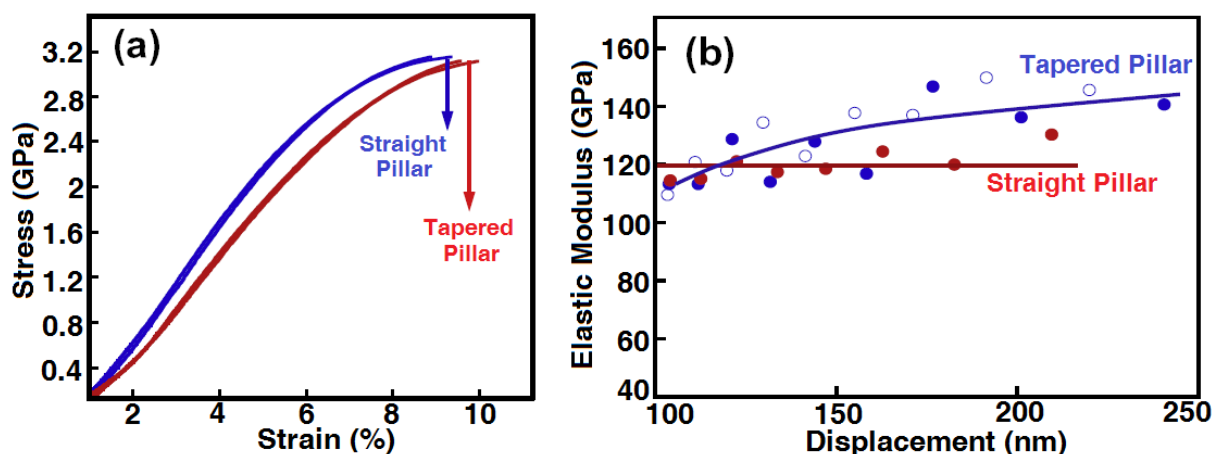 (a)
3.2
2.8
2.4
2
1.6
1.2
0.8
0.4
Stress (GPa)
Straight
Pillar
Tapered
Pillar
2 4 6 8 10
Strain (%)
(b)
160
140
120
100
80
60
40
Elastic Modulus (GPa)
Tapered Pillar
Straight Pillar
100 150 200 250
Displacement (nm)